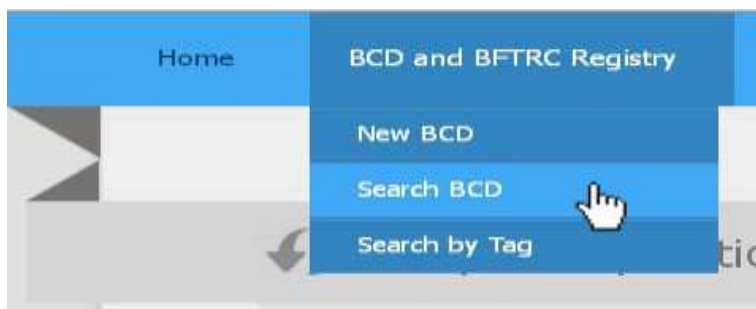 Home BCD and BFTRC Registry
New BCD
Search BCD
Search by Tag